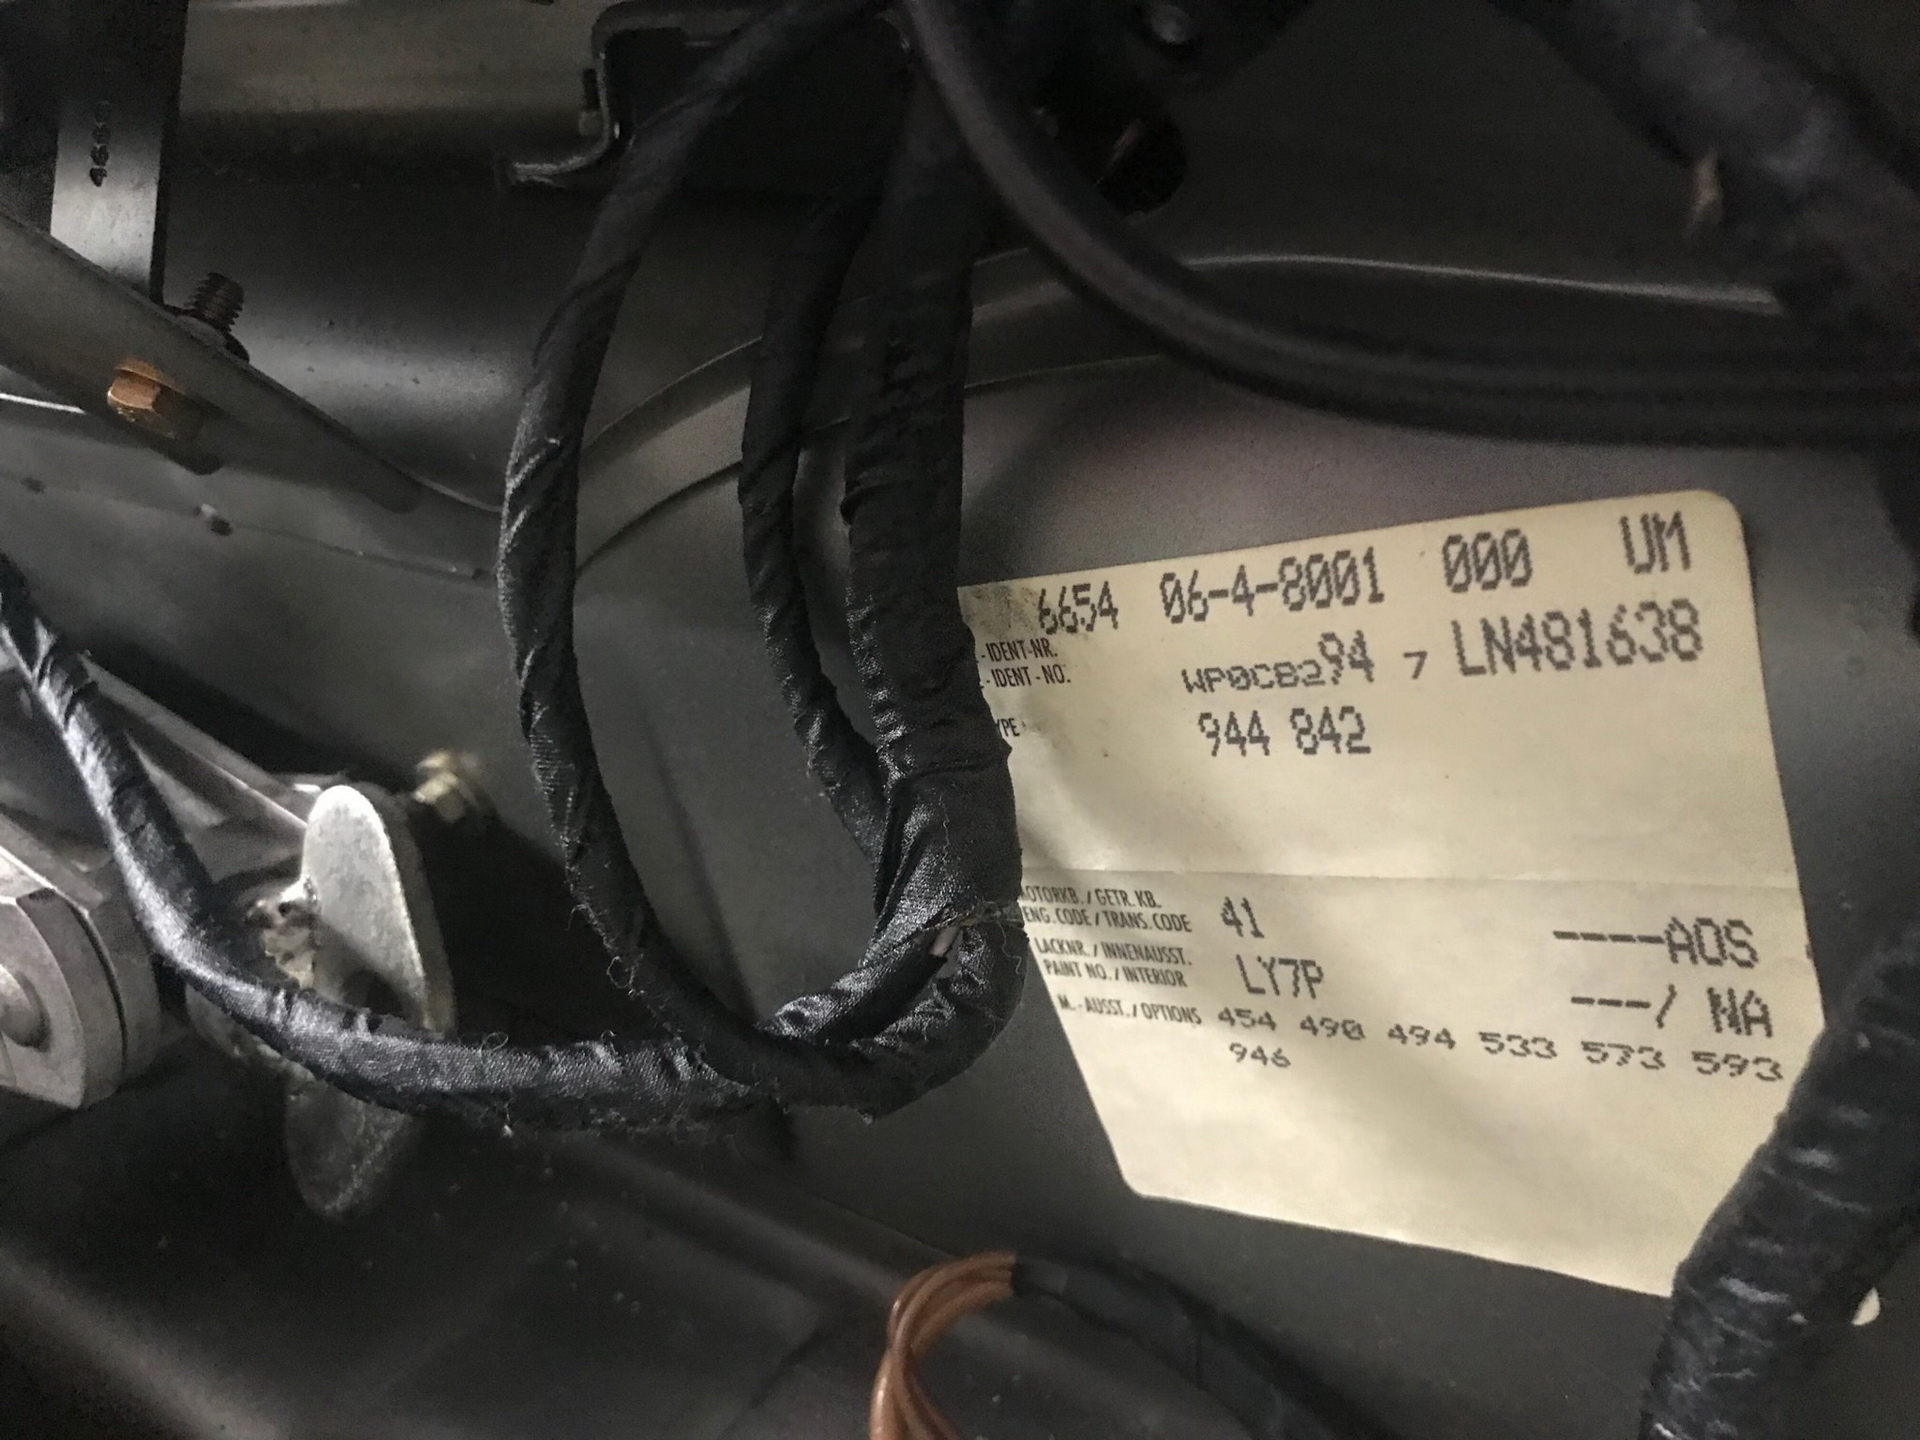 6654 06-4-8001 000 UM
-IDENT-NR.
-IDENT-NO. WP0CB294 7 LN481638
944 842
MOTORKB. / GETR. KB.
ENG. CODE / TRANS. CODE 41 ----AOS
LACKNR. / INNENAUSST.
PAINT NO. / INTERIOR LY7P ---/ NA
M.-AUSST. / OPTIONS 454 490 494 533 573 593
946